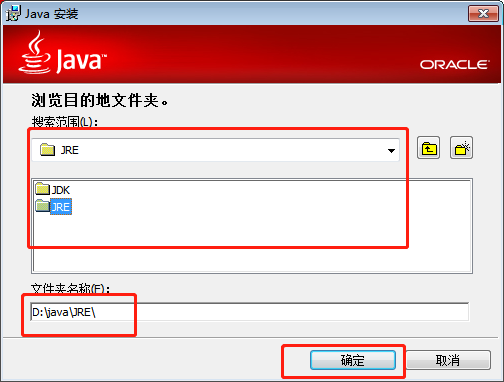 Java 安装
Java™
ORACLE
浏览目的地文件夹。
搜索范围(L):
JRE
JDK
JRE
文件夹名称(F):
D:\java\JRE\
确定
取消